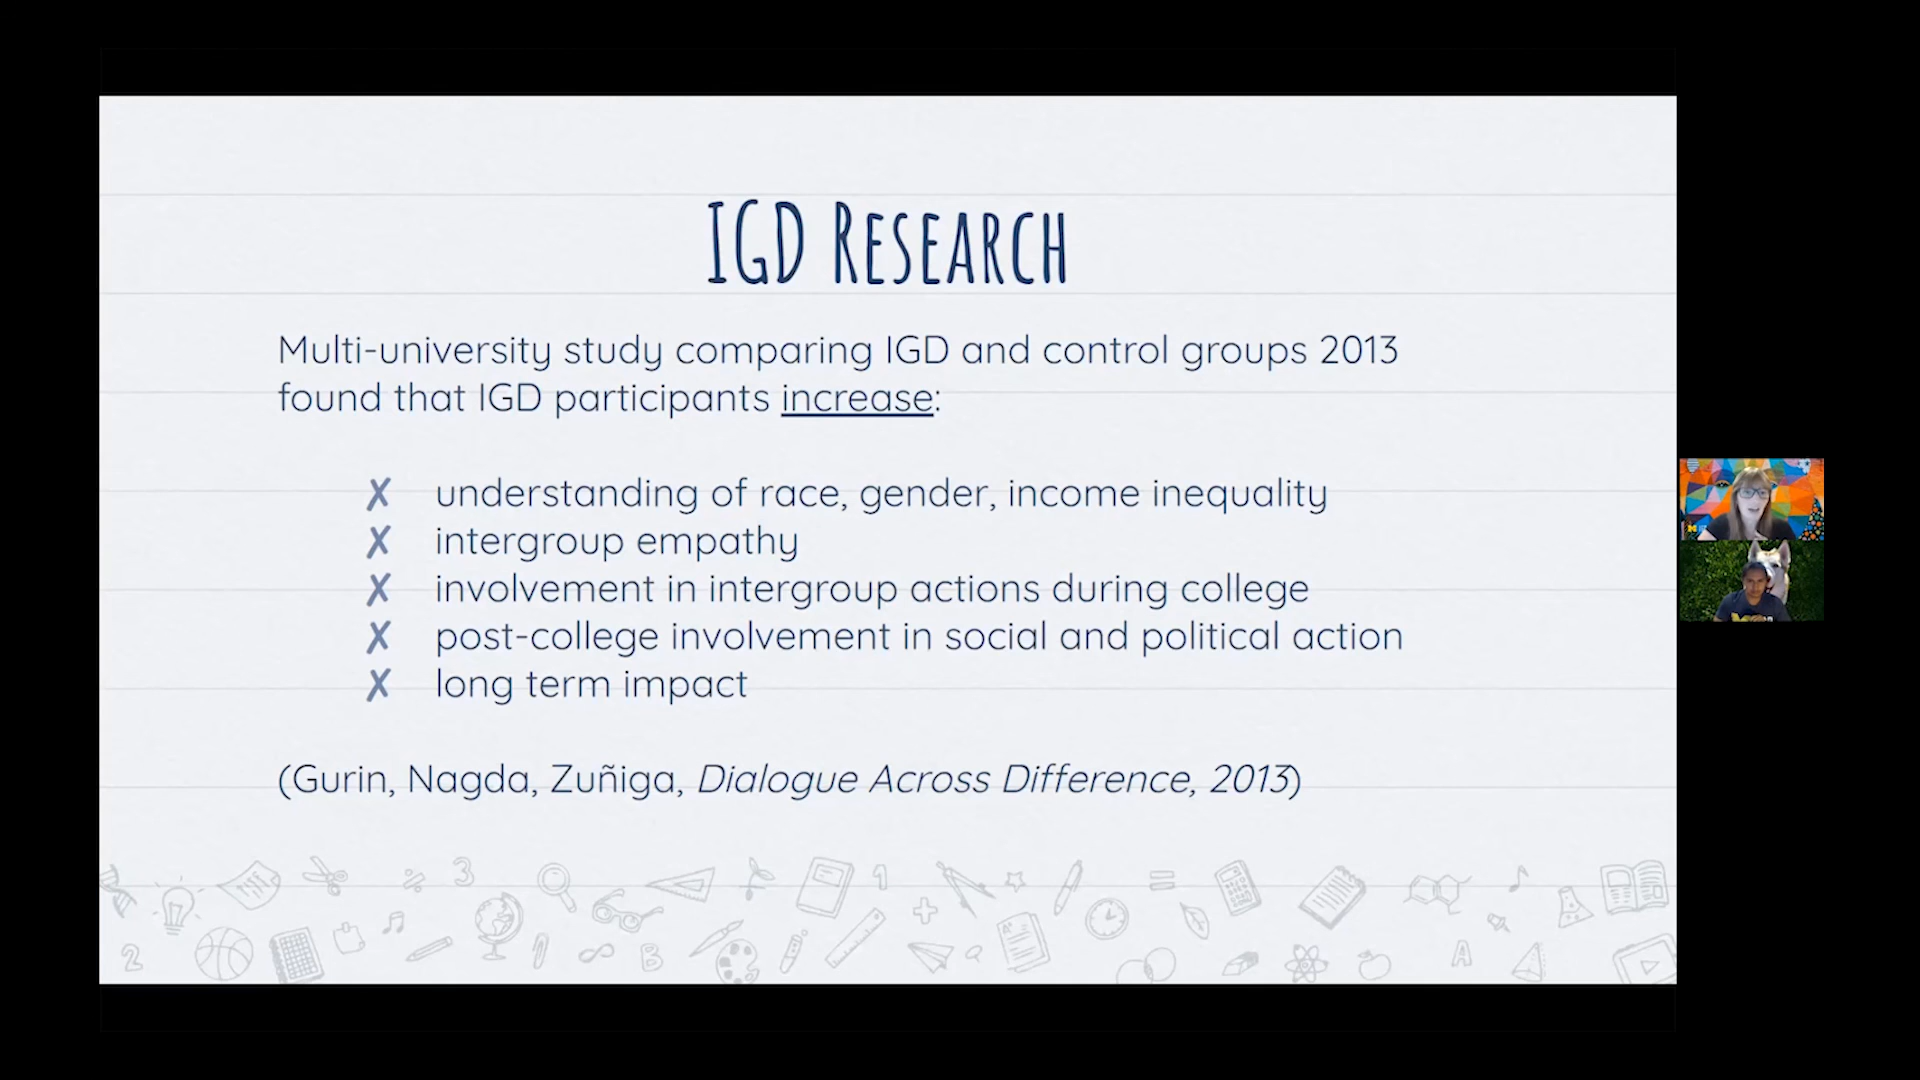 IGD Research
Multi-university study comparing IGD and control groups 2013
found that IGD participants increase:
✗ understanding of race, gender, income inequality
✗ intergroup empathy
✗ involvement in intergroup actions during college
✗ post-college involvement in social and political action
✗ long term impact
(Gurin, Nagda, Zuñiga, Dialogue Across Difference, 2013)